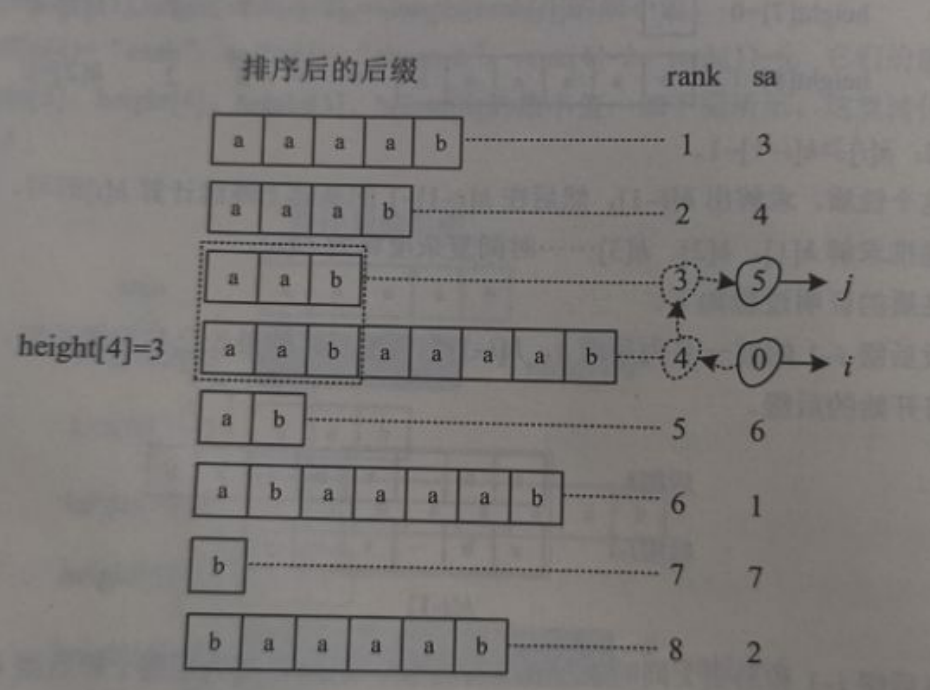 排序后的后缀 rank sa
a a a a b 1 3
a a a b 2 4
a a b 3 5 j
height[4]=3 a a b a a a a b 4 0 i
a b 5 6
a b a a a a b 6 1
b 7 7
b a a a a b 8 2